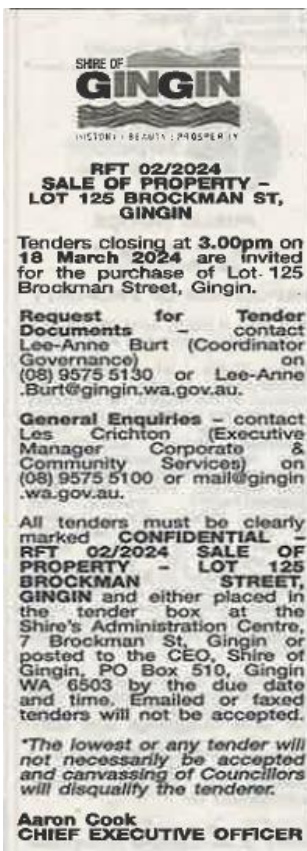 SHIRE OF
GINGIN
HISTORY : BEAUTY : PROSPERITY
RFT 02/2024
SALE OF PROPERTY –
LOT 125 BROCKMAN ST,
GINGIN
Tenders closing at 3.00pm on
18 March 2024 are invited
for the purchase of Lot 125
Brockman Street, Gingin.
Request for Tender
Documents – contact
Lee-Anne Burt (Coordinator
Governance) on
(08) 9575 5130 or Lee-Anne
.Burt@gingin.wa.gov.au.
General Enquiries – contact
Les Crichton (Executive
Manager Corporate &
Community Services) on
(08) 9575 5100 or mail@gingin
.wa.gov.au.
All tenders must be clearly
marked CONFIDENTIAL –
RFT 02/2024 SALE OF
PROPERTY – LOT 125
BROCKMAN STREET,
GINGIN and either placed in
the tender box at the
Shire's Administration Centre,
7 Brockman St, Gingin or
posted to the CEO, Shire of
Gingin, PO Box 510, Gingin
WA 6503 by the due date
and time. Emailed or faxed
tenders will not be accepted.
*The lowest or any tender will
not necessarily be accepted
and canvassing of Councillors
will disqualify the tenderer.
Aaron Cook
CHIEF EXECUTIVE OFFICER